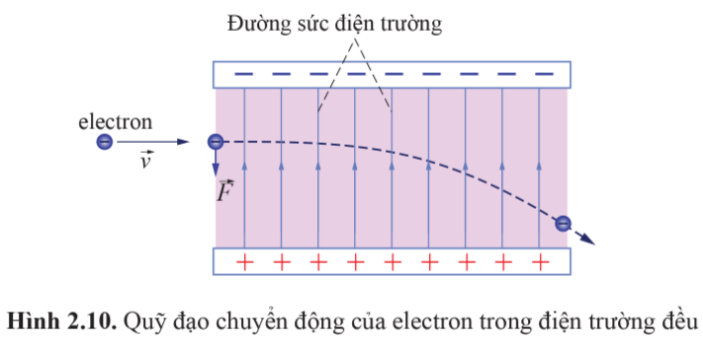 Đường sức điện trường
− − − − − − − − −
electron
v⃗
F⃗
+ + + + + + + + +
Hình 2.10. Quỹ đạo chuyển động của electron trong điện trường đều